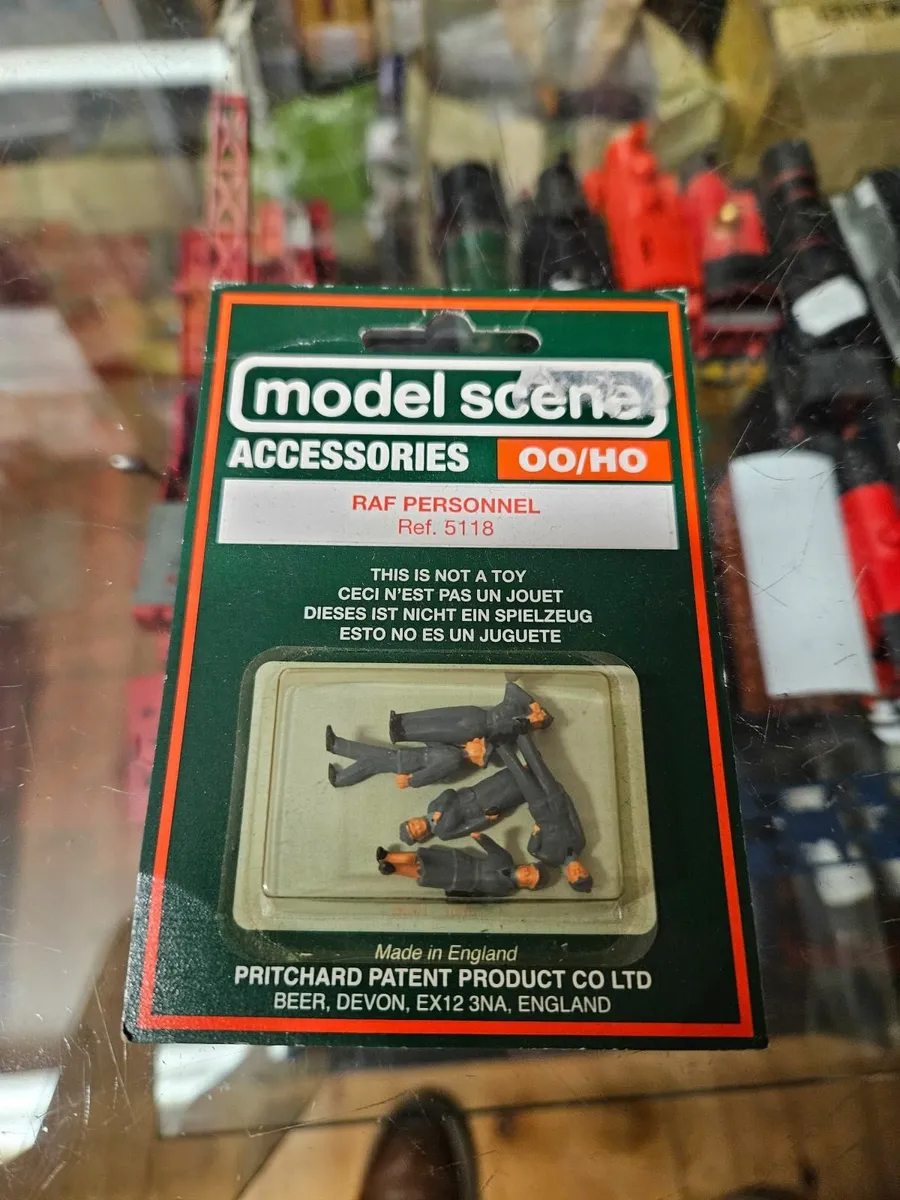 model scene
ACCESSORIES OO/HO
RAF PERSONNEL
Ref. 5118
THIS IS NOT A TOY
CECI N'EST PAS UN JOUET
DIESES IST NICHT EIN SPIELZEUG
ESTO NO ES UN JUGUETE
Made in England
PRITCHARD PATENT PRODUCT CO LTD
BEER, DEVON, EX12 3NA, ENGLAND